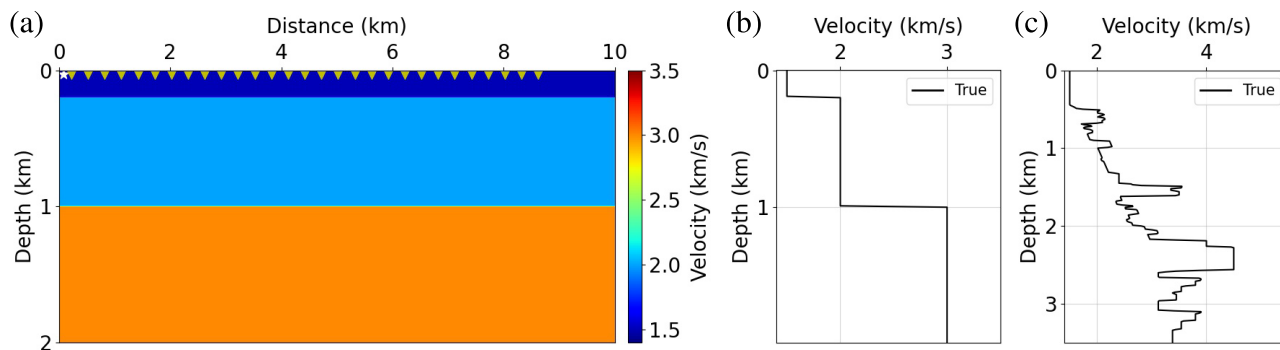 (a)
Distance (km)
0 2 4 6 8 10
0
1
2
Depth (km)
3.5
3.0
2.5
2.0
1.5
Velocity (km/s)
(b)
Velocity (km/s)
2 3
0
1
Depth (km)
True
(c)
Velocity (km/s)
2 4
0
1
2
3
Depth (km)
True